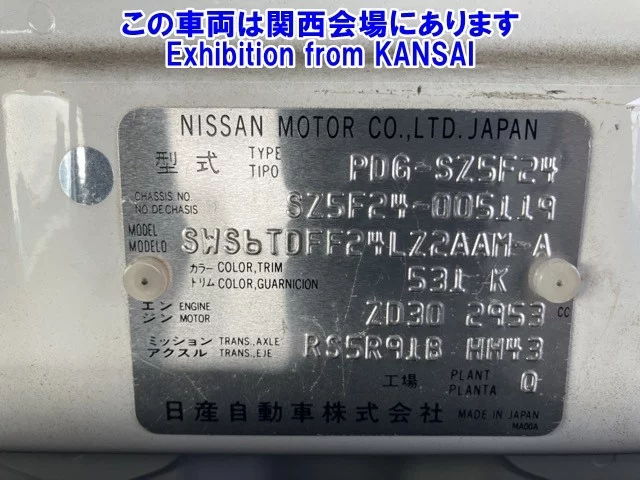 この車両は関西会場にあります
Exhibition from KANSAI
NISSAN MOTOR CO.,LTD.JAPAN
型式 TYPE TIPO PDG-SZ5F24
CHASSIS NO. NO.DE CHASIS SZ5F24-005119
MODEL MODELO SWSbTDFF24LZ2AAM-A
カラー COLOR,TRIM
トリム COLOR,GUARNICION 531 K
エンジン ENGINE MOTOR ZD30 2953 CC
ミッション TRANS.,AXLE
アクスル TRANS.,EJE RS5R91B HH43
工場 PLANT PLANTA Q
日産自動車株式会社 MADE IN JAPAN
MA00A